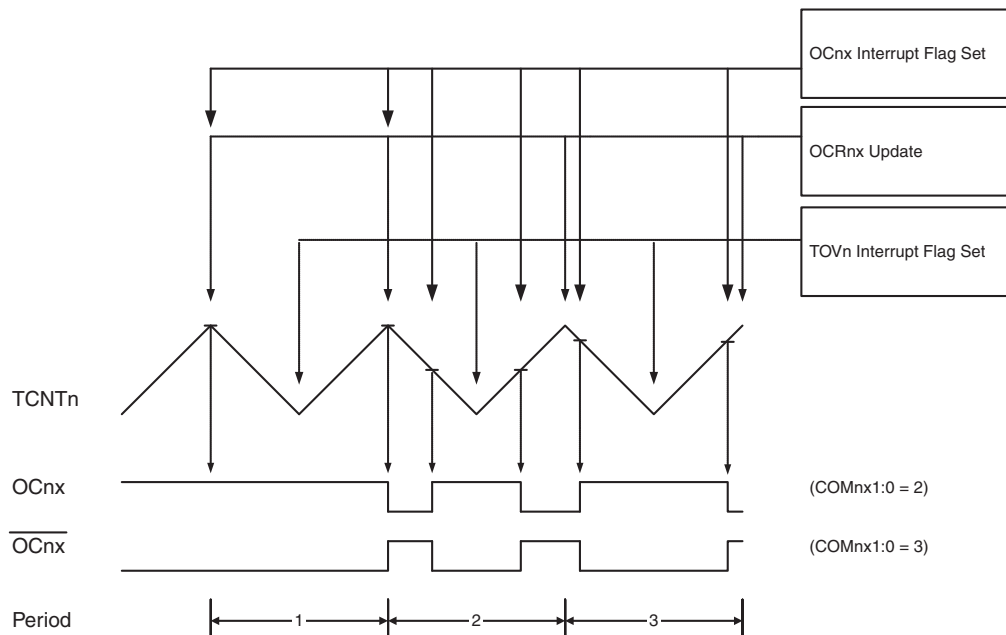 OCnx Interrupt Flag Set
OCRnx Update
TOVn Interrupt Flag Set
TCNTn
OCnx
(COMnx1:0 = 2)
OCnx
(COMnx1:0 = 3)
Period
1
2
3